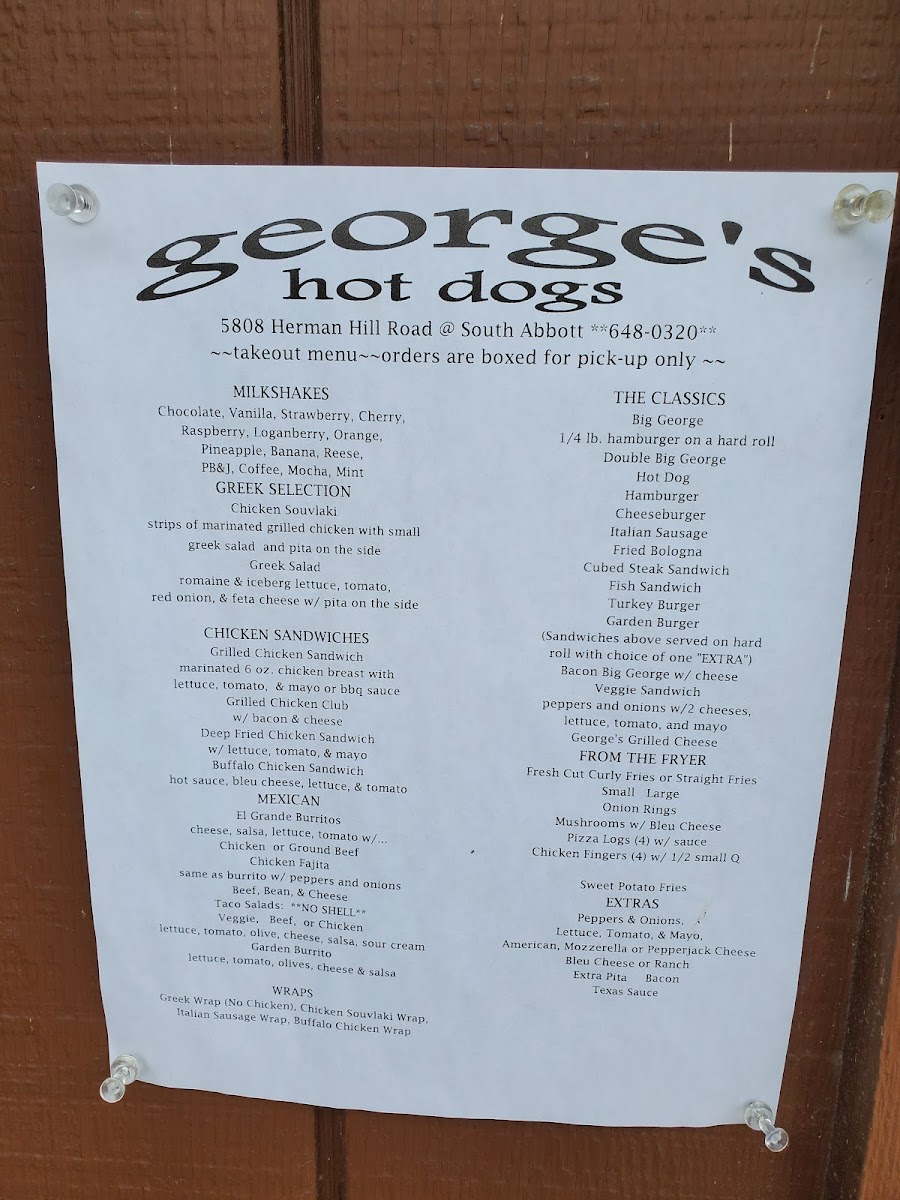 george's
hot dogs
5808 Herman Hill Road @ South Abbott **648-0320**
~~takeout menu~~orders are boxed for pick-up only ~~
MILKSHAKES
Chocolate, Vanilla, Strawberry, Cherry,
Raspberry, Loganberry, Orange,
Pineapple, Banana, Reese,
PB&J, Coffee, Mocha, Mint
GREEK SELECTION
Chicken Souvlaki
strips of marinated grilled chicken with small
greek salad and pita on the side
Greek Salad
romaine & iceberg lettuce, tomato,
red onion, & feta cheese w/ pita on the side
CHICKEN SANDWICHES
Grilled Chicken Sandwich
marinated 6 oz. chicken breast with
lettuce, tomato, & mayo or bbq sauce
Grilled Chicken Club
w/ bacon & cheese
Deep Fried Chicken Sandwich
w/ lettuce, tomato, & mayo
Buffalo Chicken Sandwich
hot sauce, bleu cheese, lettuce, & tomato
MEXICAN
El Grande Burritos
cheese, salsa, lettuce, tomato w/...
Chicken or Ground Beef
Chicken Fajita
same as burrito w/ peppers and onions
Beef, Bean, & Cheese
Taco Salads: **NO SHELL**
Veggie, Beef, or Chicken
lettuce, tomato, olive, cheese, salsa, sour cream
Garden Burrito
lettuce, tomato, olives, cheese & salsa
WRAPS
Greek Wrap (No Chicken), Chicken Souvlaki Wrap,
Italian Sausage Wrap, Buffalo Chicken Wrap
THE CLASSICS
Big George
1/4 lb. hamburger on a hard roll
Double Big George
Hot Dog
Hamburger
Cheeseburger
Italian Sausage
Fried Bologna
Cubed Steak Sandwich
Fish Sandwich
Turkey Burger
Garden Burger
(Sandwiches above served on hard
roll with choice of one "EXTRA")
Bacon Big George w/ cheese
Veggie Sandwich
peppers and onions w/2 cheeses,
lettuce, tomato, and mayo
George's Grilled Cheese
FROM THE FRYER
Fresh Cut Curly Fries or Straight Fries
Small Large
Onion Rings
Mushrooms w/ Bleu Cheese
Pizza Logs (4) w/ sauce
Chicken Fingers (4) w/ 1/2 small Q
Sweet Potato Fries
EXTRAS
Peppers & Onions,
Lettuce, Tomato, & Mayo,
American, Mozzerella or Pepperjack Cheese
Bleu Cheese or Ranch
Extra Pita Bacon
Texas Sauce